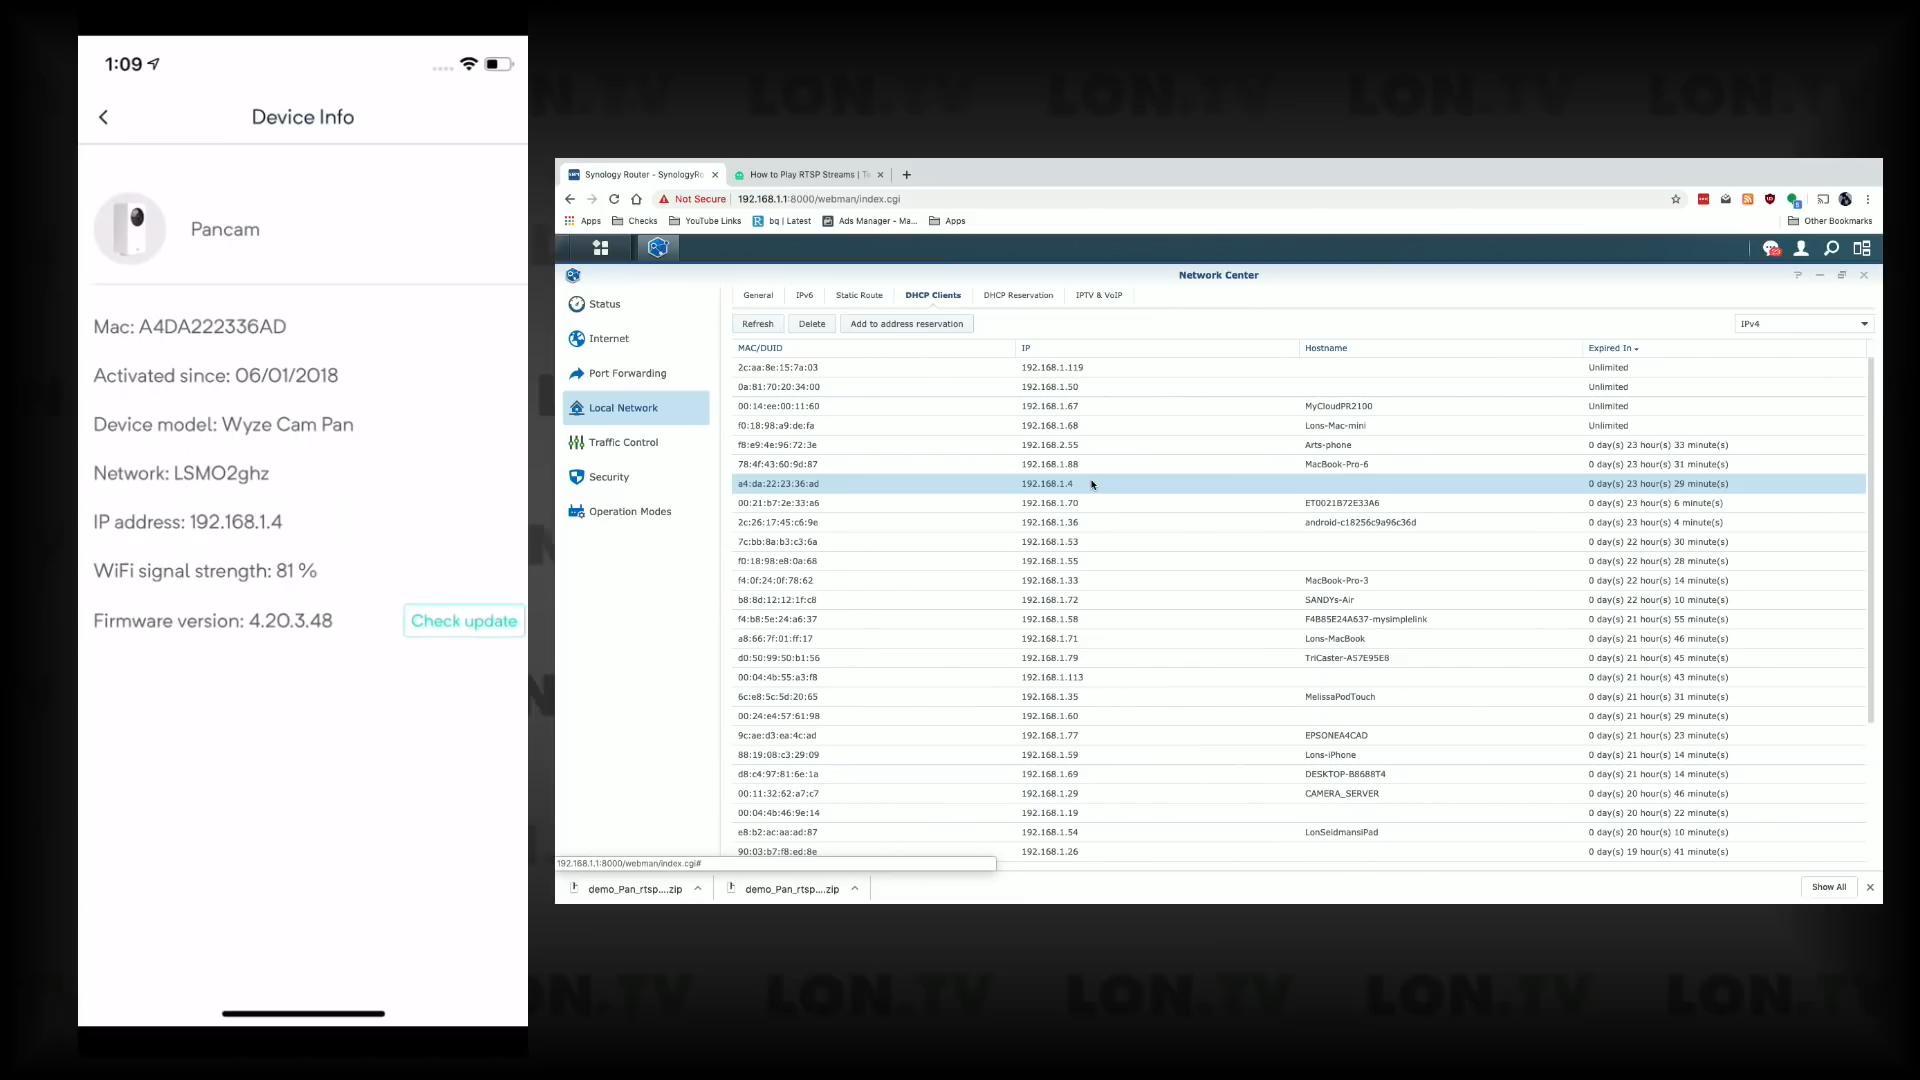 1:09
Device Info
Pancam
Mac: A4DA222336AD
Activated since: 06/01/2018
Device model: Wyze Cam Pan
Network: LSMO2ghz
IP address: 192.168.1.4
WiFi signal strength: 81 %
Firmware version: 4.20.3.48
Check update
LON.TV LON.TV LON.TV LON.TV
Synology Router - SynologyRo
How to Play RTSP Streams | Te
Not Secure 192.168.1.1:8000/webman/index.cgi
Apps Checks YouTube Links bq | Latest Ads Manager - Ma... Apps Other Bookmarks
Network Center
Status
Internet
Port Forwarding
Local Network
Traffic Control
Security
Operation Modes
General IPv6 Static Route DHCP Clients DHCP Reservation IPTV & VoIP
Refresh Delete Add to address reservation IPv4
MAC/DUID IP Hostname Expired In
2c:aa:8e:15:7a:03 192.168.1.119 Unlimited
0a:81:70:20:34:00 192.168.1.50 Unlimited
00:14:ee:00:11:60 192.168.1.67 MyCloudPR2100 Unlimited
f0:18:98:a9:de:fa 192.168.1.68 Lons-Mac-mini Unlimited
f8:e9:4e:96:72:3e 192.168.2.55 Arts-phone 0 day(s) 23 hour(s) 33 minute(s)
78:4f:43:60:9d:87 192.168.1.88 MacBook-Pro-6 0 day(s) 23 hour(s) 31 minute(s)
a4:da:22:23:36:ad 192.168.1.4 0 day(s) 23 hour(s) 29 minute(s)
00:21:b7:2e:33:a6 192.168.1.70 ET0021B72E33A6 0 day(s) 23 hour(s) 6 minute(s)
2c:26:17:45:c6:9e 192.168.1.36 android-c18256c9a96c36d 0 day(s) 23 hour(s) 4 minute(s)
7c:bb:8a:b3:c3:6a 192.168.1.53 0 day(s) 22 hour(s) 30 minute(s)
f0:18:98:e8:0a:68 192.168.1.55 0 day(s) 22 hour(s) 28 minute(s)
f4:0f:24:0f:78:62 192.168.1.33 MacBook-Pro-3 0 day(s) 22 hour(s) 14 minute(s)
b8:8d:12:12:1f:c8 192.168.1.72 SANDYs-Air 0 day(s) 22 hour(s) 10 minute(s)
f4:b8:5e:24:a6:37 192.168.1.58 F4B85E24A637-mysimplelink 0 day(s) 21 hour(s) 55 minute(s)
a8:66:7f:01:ff:17 192.168.1.71 Lons-MacBook 0 day(s) 21 hour(s) 46 minute(s)
d0:50:99:50:b1:56 192.168.1.79 TriCaster-A57E95E8 0 day(s) 21 hour(s) 45 minute(s)
00:04:4b:55:a3:f8 192.168.1.113 0 day(s) 21 hour(s) 43 minute(s)
6c:e8:5c:5d:20:65 192.168.1.35 MelissaPodTouch 0 day(s) 21 hour(s) 31 minute(s)
00:24:e4:57:61:98 192.168.1.60 0 day(s) 21 hour(s) 29 minute(s)
9c:ae:d3:ea:4c:ad 192.168.1.77 EPSONEA4CAD 0 day(s) 21 hour(s) 23 minute(s)
88:19:08:c3:29:09 192.168.1.59 Lons-iPhone 0 day(s) 21 hour(s) 14 minute(s)
d8:c4:97:81:6e:1a 192.168.1.69 DESKTOP-B8688T4 0 day(s) 21 hour(s) 14 minute(s)
00:11:32:62:a7:c7 192.168.1.29 CAMERA_SERVER 0 day(s) 20 hour(s) 46 minute(s)
00:04:4b:46:9e:14 192.168.1.19 0 day(s) 20 hour(s) 22 minute(s)
e8:b2:ac:aa:ad:87 192.168.1.54 LonSeidmansiPad 0 day(s) 20 hour(s) 10 minute(s)
90:03:b7:f8:ed:8e 192.168.1.26 0 day(s) 19 hour(s) 41 minute(s)
192.168.1.1:8000/webman/index.cgi#
demo_Pan_rtsp....zip demo_Pan_rtsp....zip Show All
LON.TV LON.TV LON.TV LON.TV